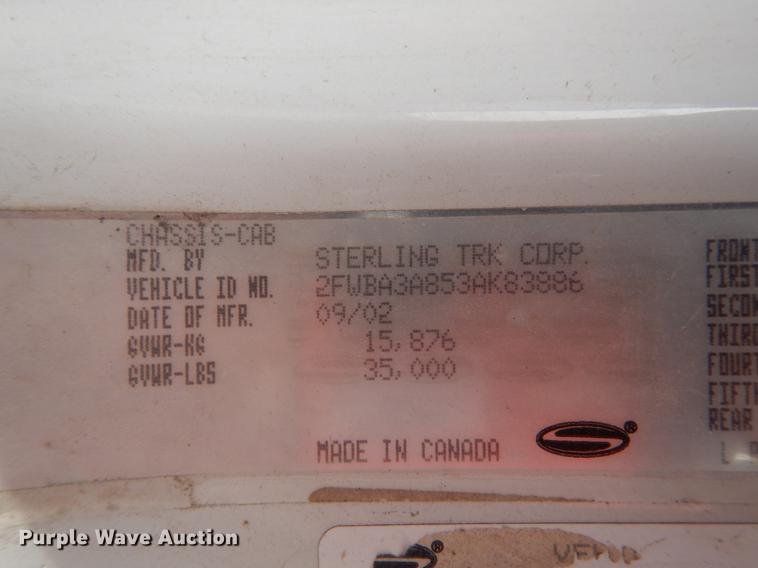 CHASSIS-CAB
MFD. BY STERLING TRK CORP.
VEHICLE ID NO. 2FWBA3A853AK83886
DATE OF MFR. 09/02
GVWR-KG 15,876
GVWR-LBS 35,000
MADE IN CANADA ®
FRONT
FIRST
SECON
THIRD
FOURT
FIFTH
REAR
®
Purple Wave Auction